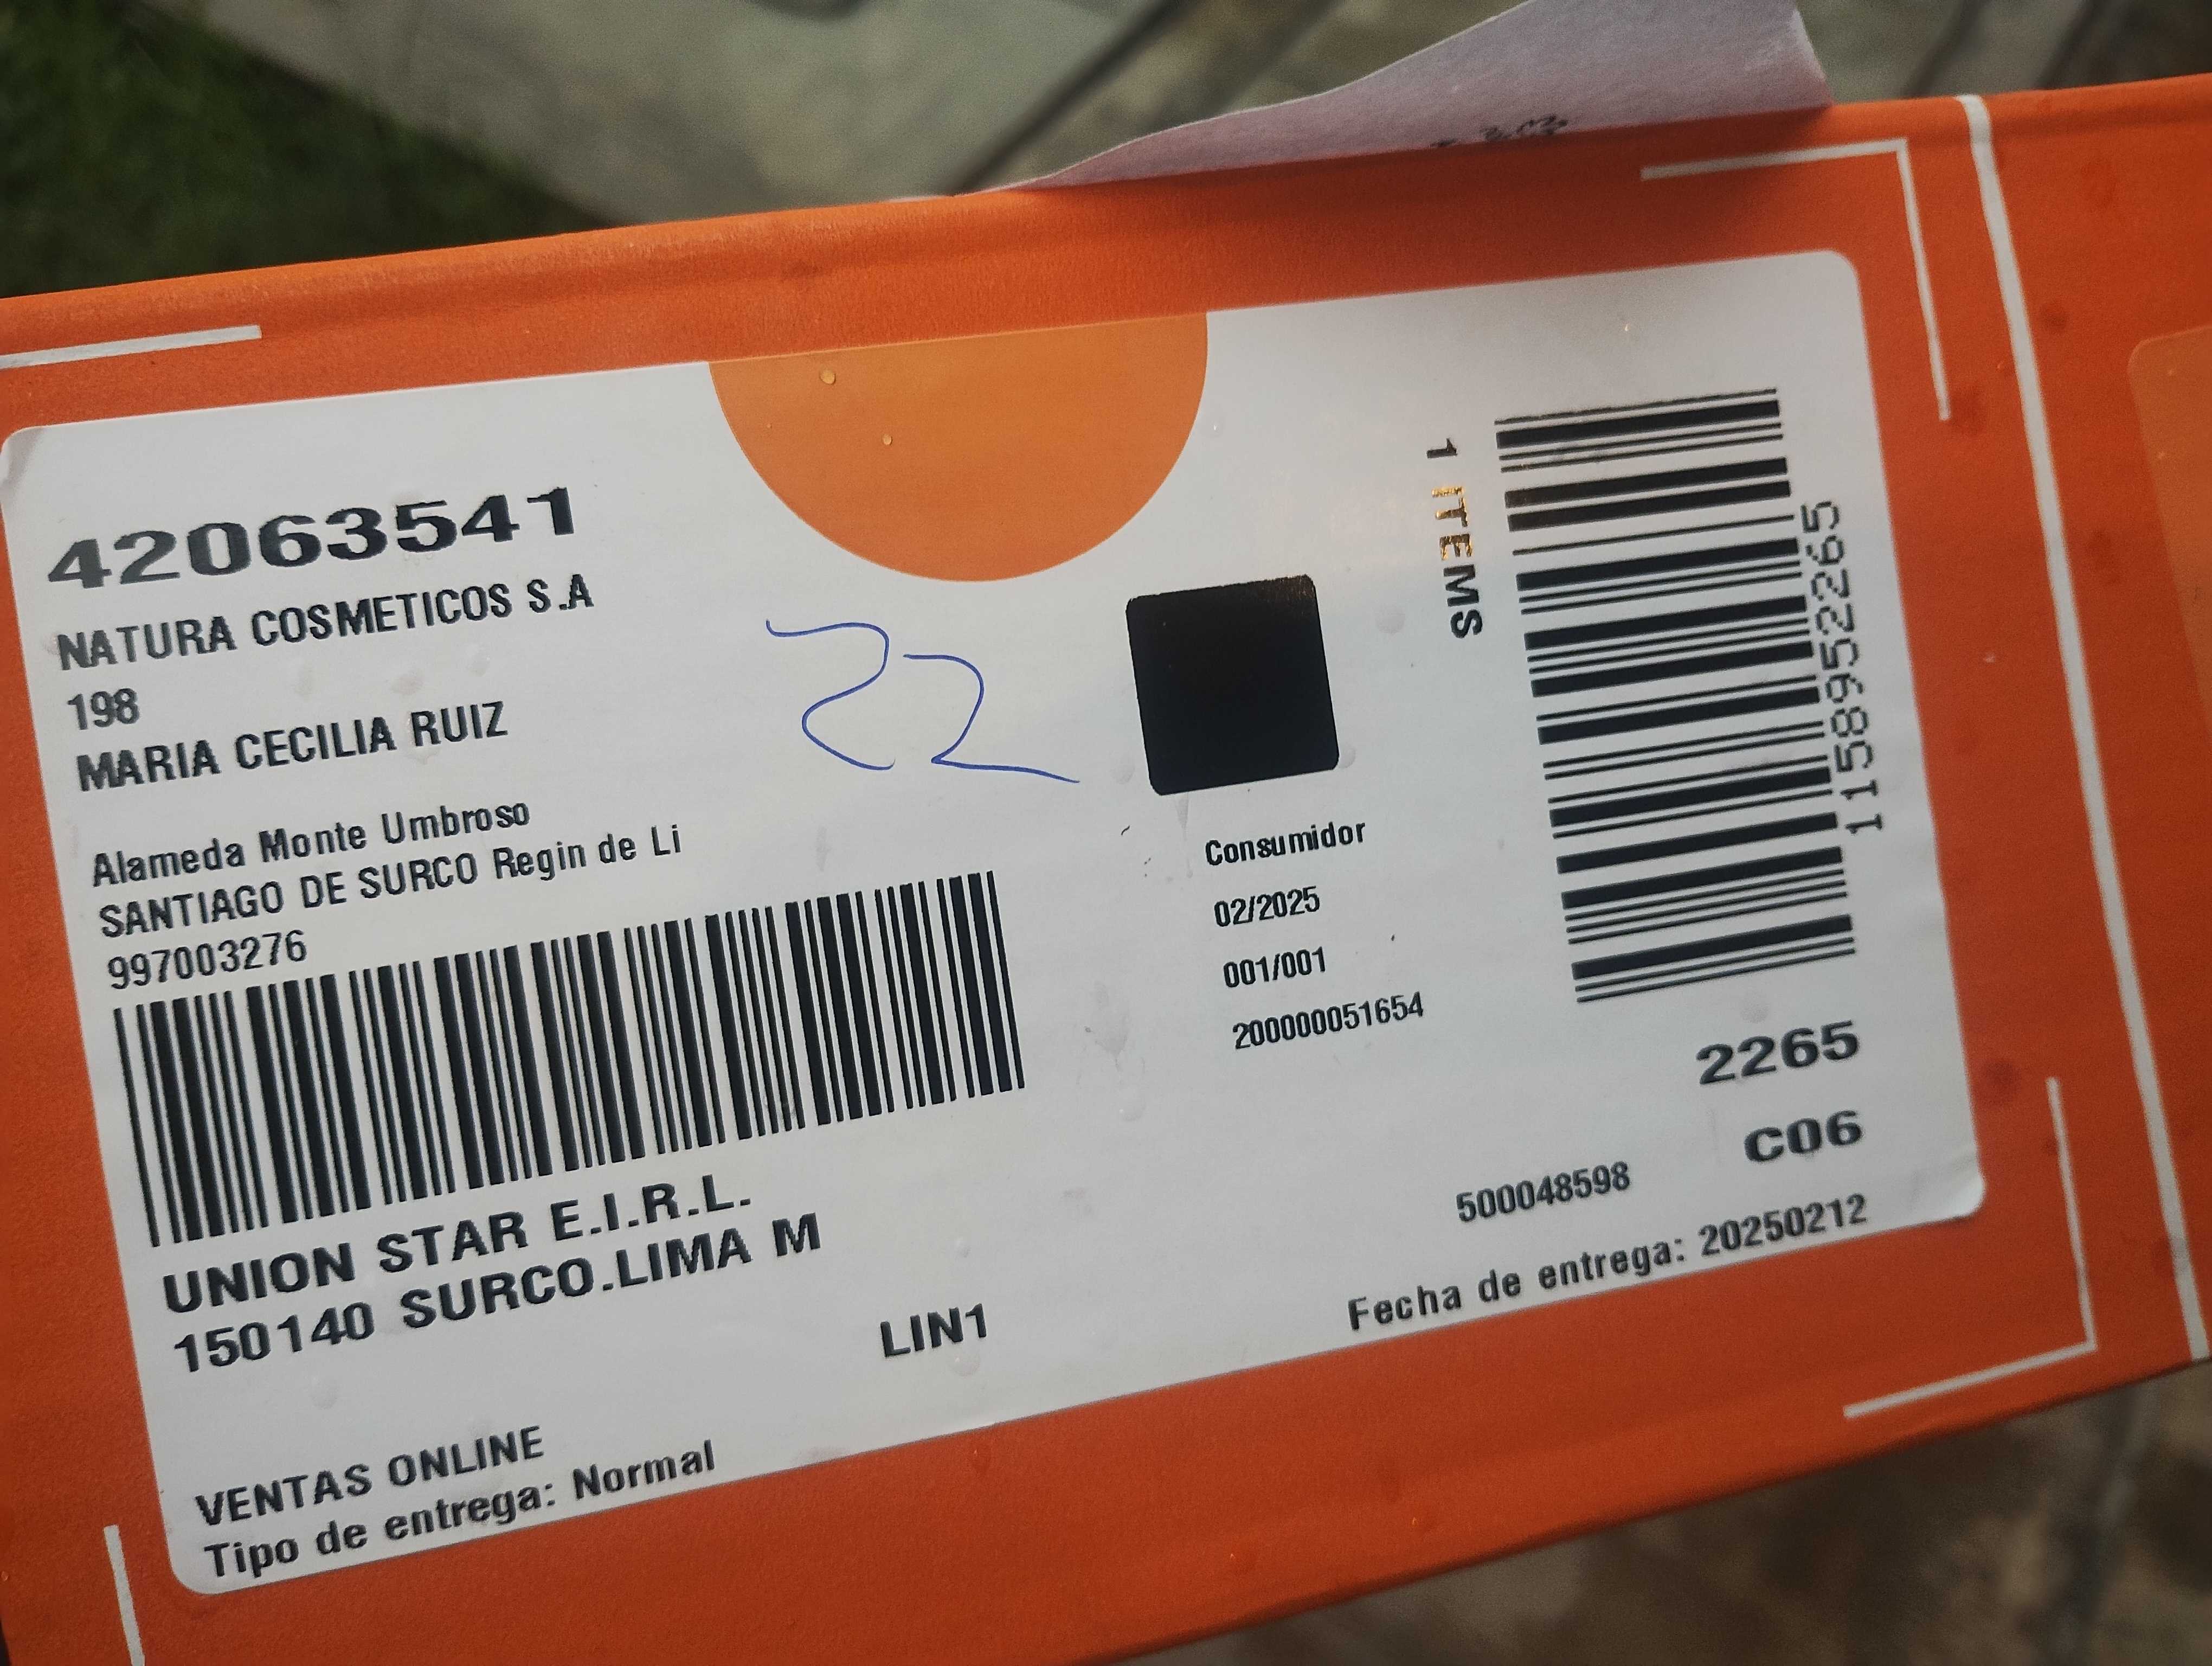 42063541
NATURA COSMETICOS S.A
198
MARIA CECILIA RUIZ
Alameda Monte Umbroso
SANTIAGO DE SURCO Regin de Li
997003276
UNION STAR E.I.R.L.
150140 SURCO.LIMA M
LIN1
VENTAS ONLINE
Tipo de entrega: Normal
22
Consumidor
02/2025
001/001
200000051654
1 ITEMS
1158952265
2265
C06
500048598
Fecha de entrega: 20250212